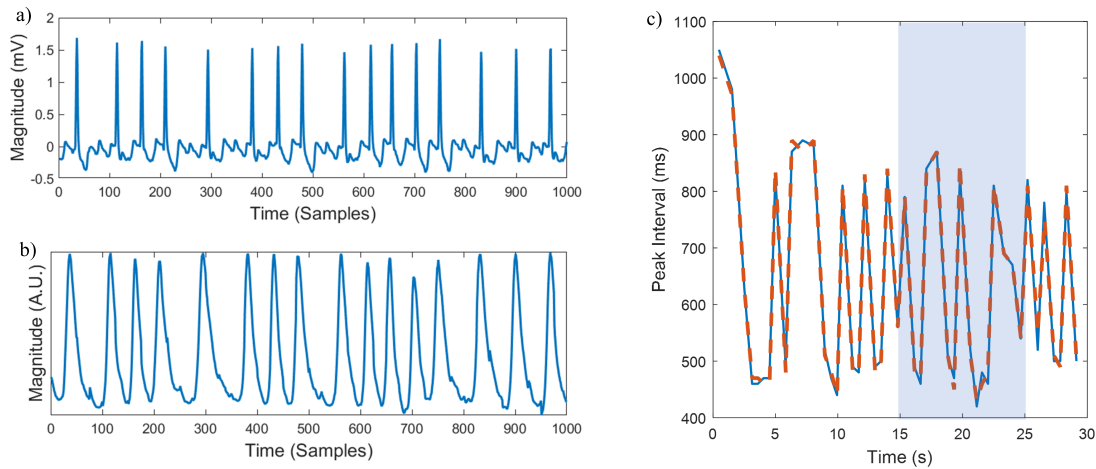 a)
Magnitude (mV)
2
1.5
1
0.5
0
-0.5
0 100 200 300 400 500 600 700 800 900 1000
Time (Samples)
b)
Magnitude (A.U.)
0 100 200 300 400 500 600 700 800 900 1000
Time (Samples)
c)
Peak Interval (ms)
1100
1000
900
800
700
600
500
400
0 5 10 15 20 25 30
Time (s)